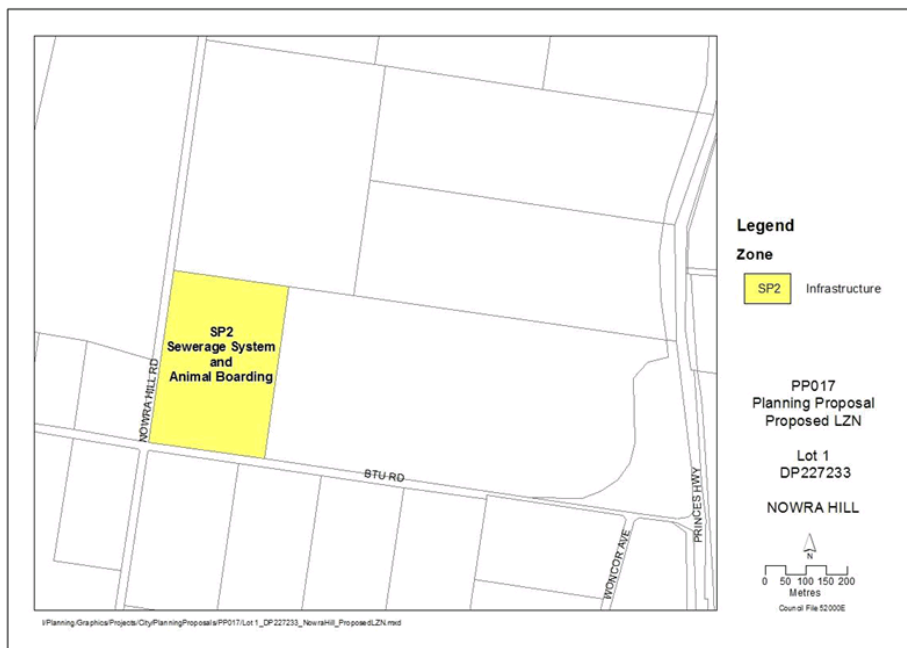 SP2
Sewerage System
and
Animal Boarding
NOWRA HILL RD
BTU RD
WONCOR AVE
PRINCES HWY
Legend
Zone
SP2 Infrastructure
PP017
Planning Proposal
Proposed LZN
Lot 1
DP227233
NOWRA HILL
N
0 50 100 150 200
Metres
Council File 52000E
I/Planning.Graphics/Projects/City/PlanningProposals/PP017/Lot 1_DP227233_NowraHill_ProposedLZN.mxd